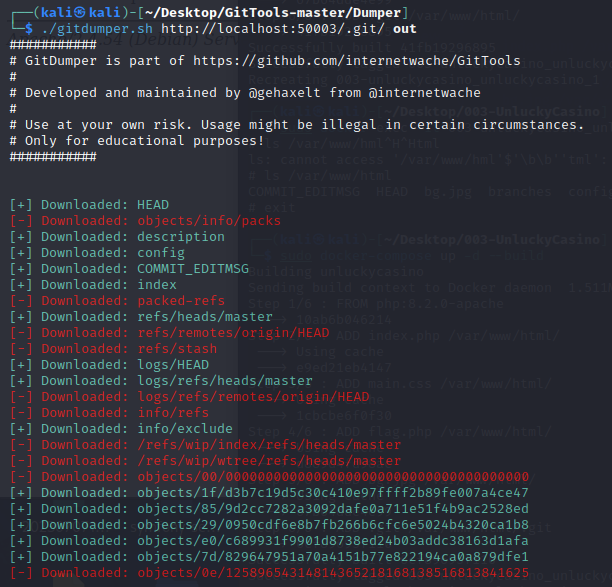 ┌──(kali㉿kali)-[~/Desktop/GitTools-master/Dumper]
└─$ ./gitdumper.sh http://localhost:50003/.git/ out
###########
# GitDumper is part of https://github.com/internetwache/GitTools
#
# Developed and maintained by @gehaxelt from @internetwache
#
# Use at your own risk. Usage might be illegal in certain circumstances.
# Only for educational purposes!
###########
[+] Downloaded: HEAD
[-] Downloaded: objects/info/packs
[+] Downloaded: description
[+] Downloaded: config
[+] Downloaded: COMMIT_EDITMSG
[+] Downloaded: index
[-] Downloaded: packed-refs
[+] Downloaded: refs/heads/master
[-] Downloaded: refs/remotes/origin/HEAD
[-] Downloaded: refs/stash
[+] Downloaded: logs/HEAD
[+] Downloaded: logs/refs/heads/master
[-] Downloaded: logs/refs/remotes/origin/HEAD
[-] Downloaded: info/refs
[+] Downloaded: info/exclude
[-] Downloaded: /refs/wip/index/refs/heads/master
[-] Downloaded: /refs/wip/wtree/refs/heads/master
[-] Downloaded: objects/00/00000000000000000000000000000000000000
[+] Downloaded: objects/1f/d3b7c19d5c30c410e97ffff2b89fe007a4ce47
[+] Downloaded: objects/85/9d2cc7282a3092dafe0a711e51f4b9ac2528ed
[+] Downloaded: objects/29/0950cdf6e8b7fb266b6cfc6e5024b4320ca1b8
[+] Downloaded: objects/e0/c689931f9901d8738ed24b03addc38163d1afa
[+] Downloaded: objects/7d/829647951a70a4151b77e822194ca0a879dfe1
[-] Downloaded: objects/0e/12589654314814365218168138516813841625